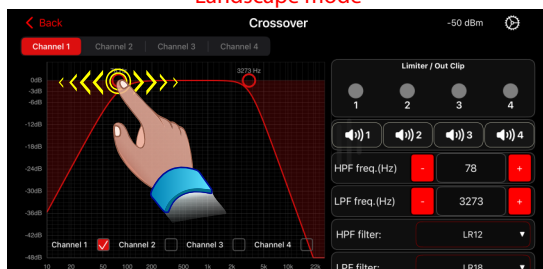 Landscape mode
Back Crossover -50 dBm
Channel 1 Channel 2 Channel 3 Channel 4
Limiter / Out Clip
3273 Hz
0dB
-3dB
-6dB
-12dB
-18dB
-24dB
-30dB
-36dB
-42dB
-48dB
1 2 3 4
1 2 3 4
HPF freq.(Hz) - 78 +
LPF freq.(Hz) - 3273 +
HPF filter: LR12
LPF filter: LR18
Channel 1 Channel 2 Channel 3 Channel 4
10 20 50 100 200 500 1k 2k 5k 10k 22k